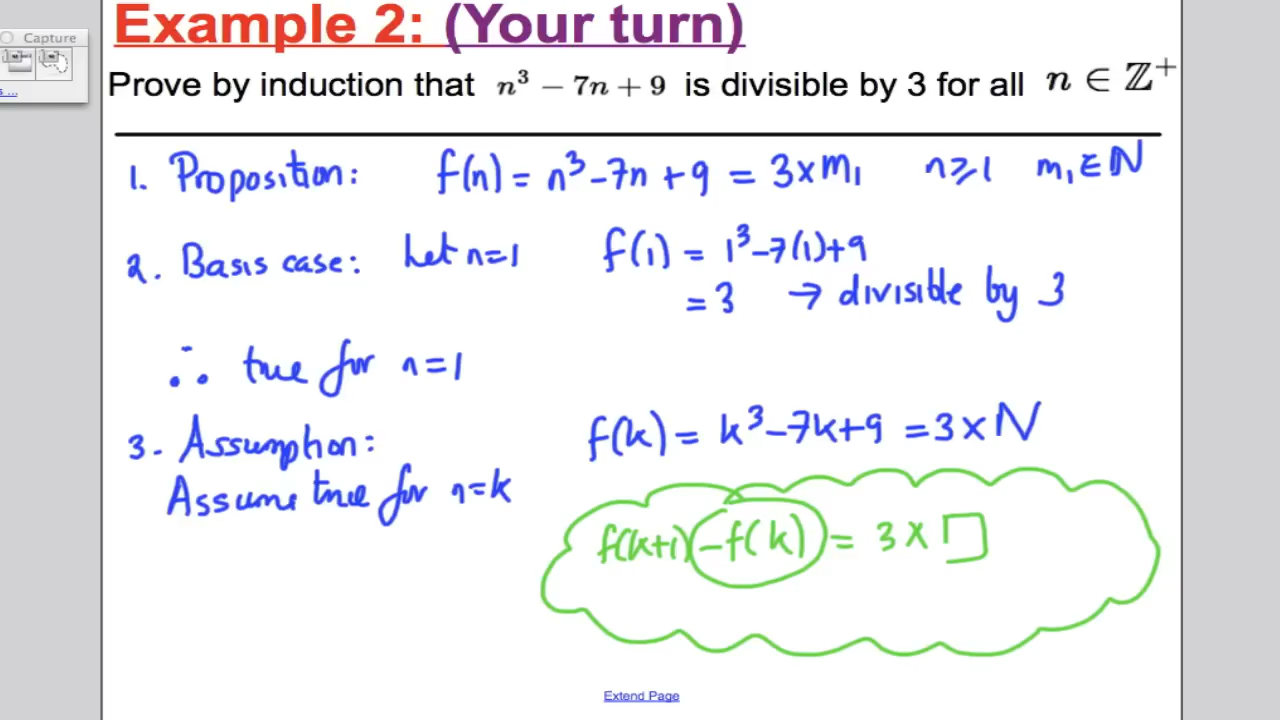 Capture
s ...
Example 2: (Your turn)
Prove by induction that n³ − 7n + 9 is divisible by 3 for all n ∈ ℤ⁺
1. Proposition: f(n) = n³ − 7n + 9 = 3 × m₁ n ≥ 1 m₁ ∈ ℕ
2. Basis case: Let n=1 f(1) = 1³ − 7(1) + 9
= 3 → divisible by 3
∴ true for n = 1
3. Assumption: f(k) = k³ − 7k + 9 = 3 × N
Assume true for n=k
f(k+1) − f(k) = 3 × □
Extend Page